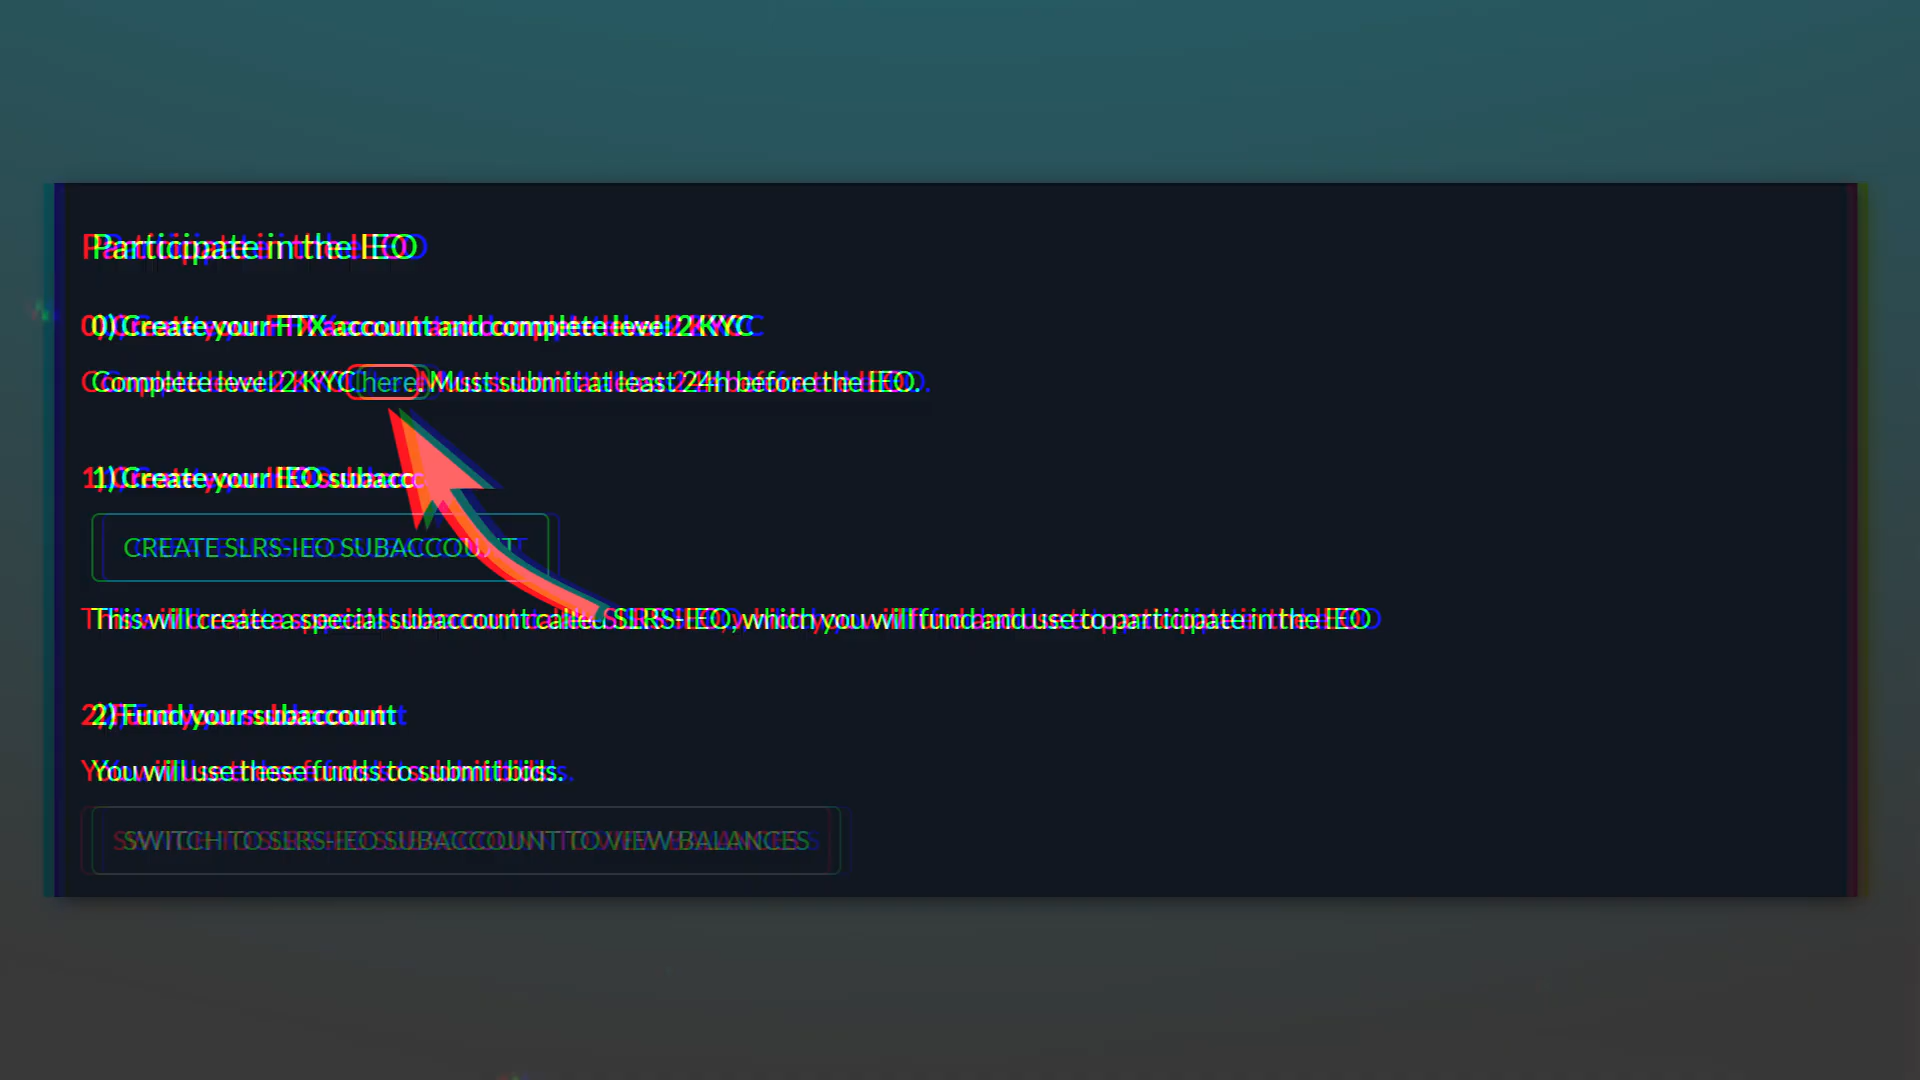 Participate in the IEO
0) Create your FTX account and complete level 2 KYC
Complete level 2 KYC here. Must submit at least 24h before the IEO.
1) Create your IEO subacco
CREATE SLRS-IEO SUBACCOUNT
This will create a special subaccount called SLRS-IEO, which you will fund and use to participate in the IEO
2) Fund your subaccount
You will use these funds to submit bids.
SWITCH TO SLRS-IEO SUBACCOUNT TO VIEW BALANCES